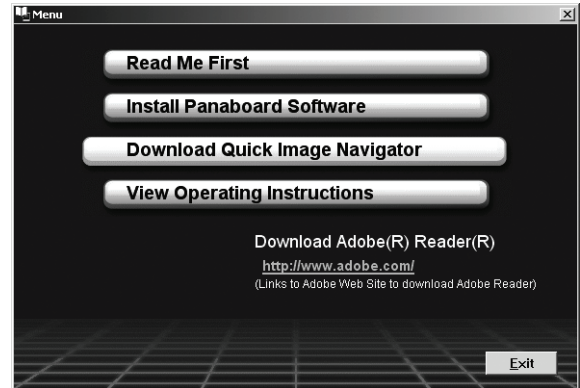 Menu
Read Me First
Install Panaboard Software
Download Quick Image Navigator
View Operating Instructions
Download Adobe(R) Reader(R)
http://www.adobe.com/
(Links to Adobe Web Site to download Adobe Reader)
Exit